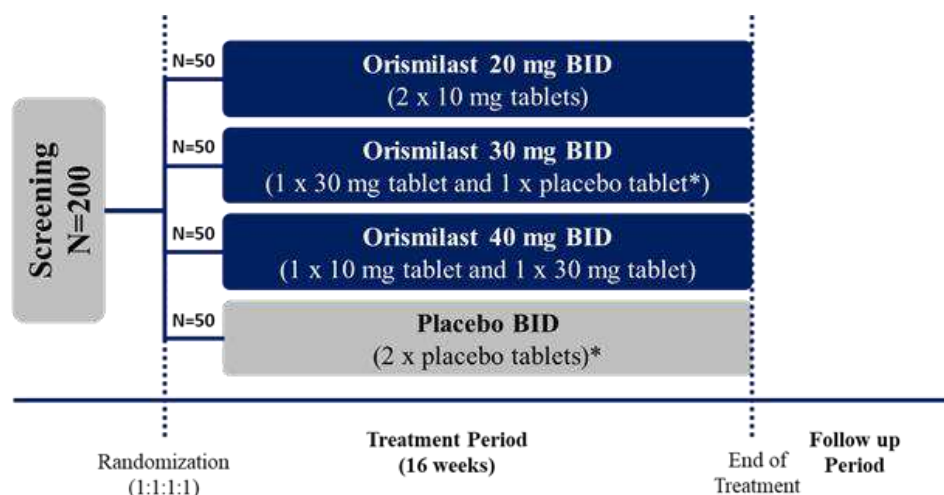 Screening
N=200
N=50
Orismilast 20 mg BID
(2 x 10 mg tablets)
N=50
Orismilast 30 mg BID
(1 x 30 mg tablet and 1 x placebo tablet*)
N=50
Orismilast 40 mg BID
(1 x 10 mg tablet and 1 x 30 mg tablet)
N=50
Placebo BID
(2 x placebo tablets)*
Randomization
(1:1:1:1)
Treatment Period
(16 weeks)
End of
Treatment
Follow up
Period